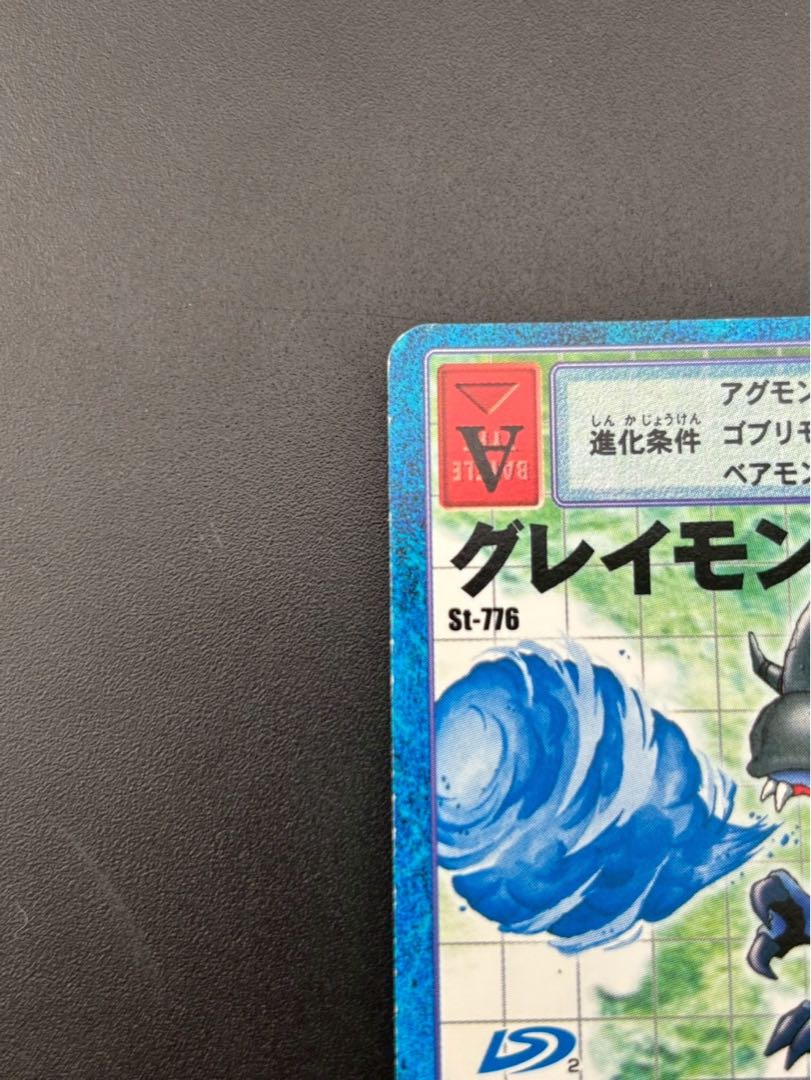 アグモン
しんかじょうけん
進化条件 ゴブリモ
ベアモン
A
BATTLE
グレイモン
St-776
2